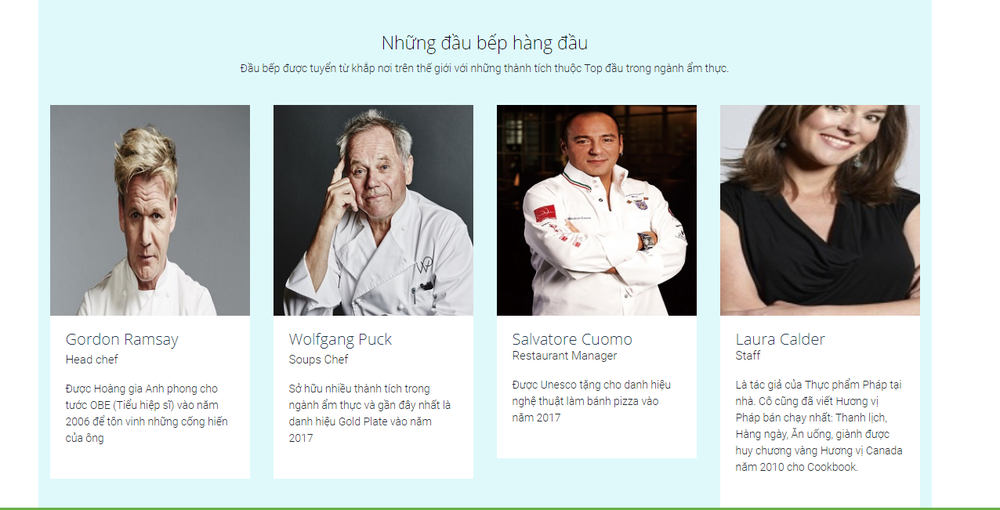 Những đầu bếp hàng đầu
Đầu bếp được tuyển từ khắp nơi trên thế giới với những thành tích thuộc Top đầu trong ngành ẩm thực.
Gordon Ramsay
Head chef
Được Hoàng gia Anh phong cho
tước OBE (Tiểu hiệp sĩ) vào năm
2006 để tôn vinh những cống hiến
của ông
Wolfgang Puck
Soups Chef
Sở hữu nhiều thành tích trong
ngành ẩm thực và gần đây nhất là
danh hiệu Gold Plate vào năm
2017
Salvatore Cuomo
Restaurant Manager
Được Unesco tặng cho danh hiệu
nghệ thuật làm bánh pizza vào
năm 2017
Laura Calder
Staff
Là tác giả của Thực phẩm Pháp tại
nhà. Cô cũng đã viết Hương vị
Pháp bán chạy nhất: Thanh lịch,
Hàng ngày, Ăn uống, giành được
huy chương vàng Hương vị Canada
năm 2010 cho Cookbook.